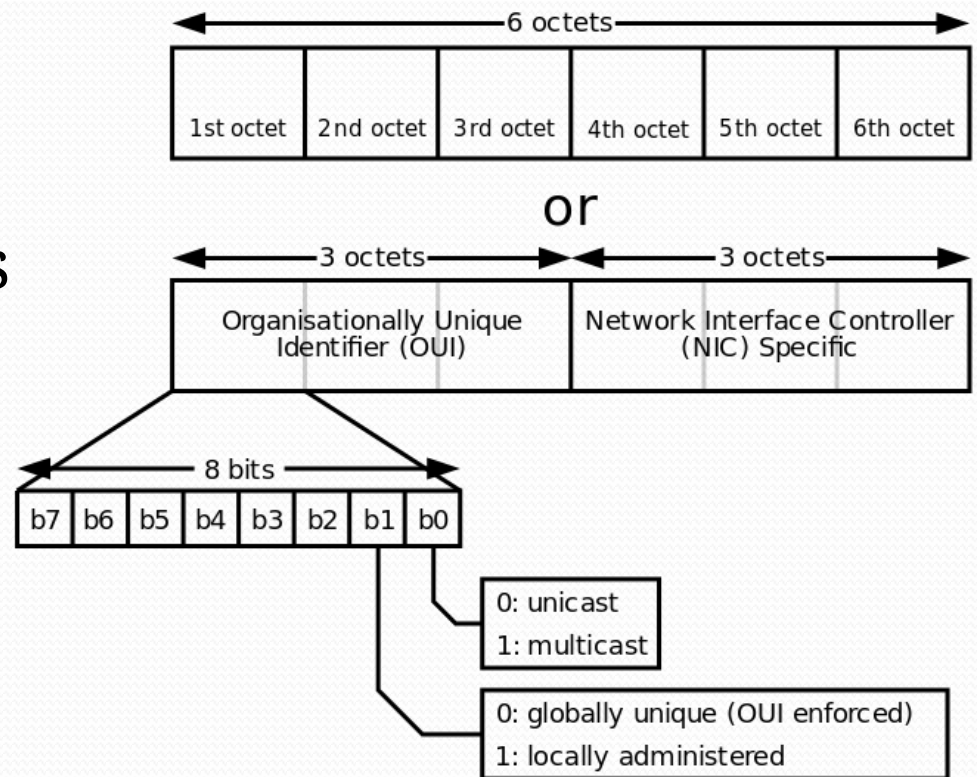 6 octets
1st octet 2nd octet 3rd octet 4th octet 5th octet 6th octet
or
s
3 octets 3 octets
Organisationally Unique
Identifier (OUI)
Network Interface Controller
(NIC) Specific
8 bits
b7 b6 b5 b4 b3 b2 b1 b0
0: unicast
1: multicast
0: globally unique (OUI enforced)
1: locally administered